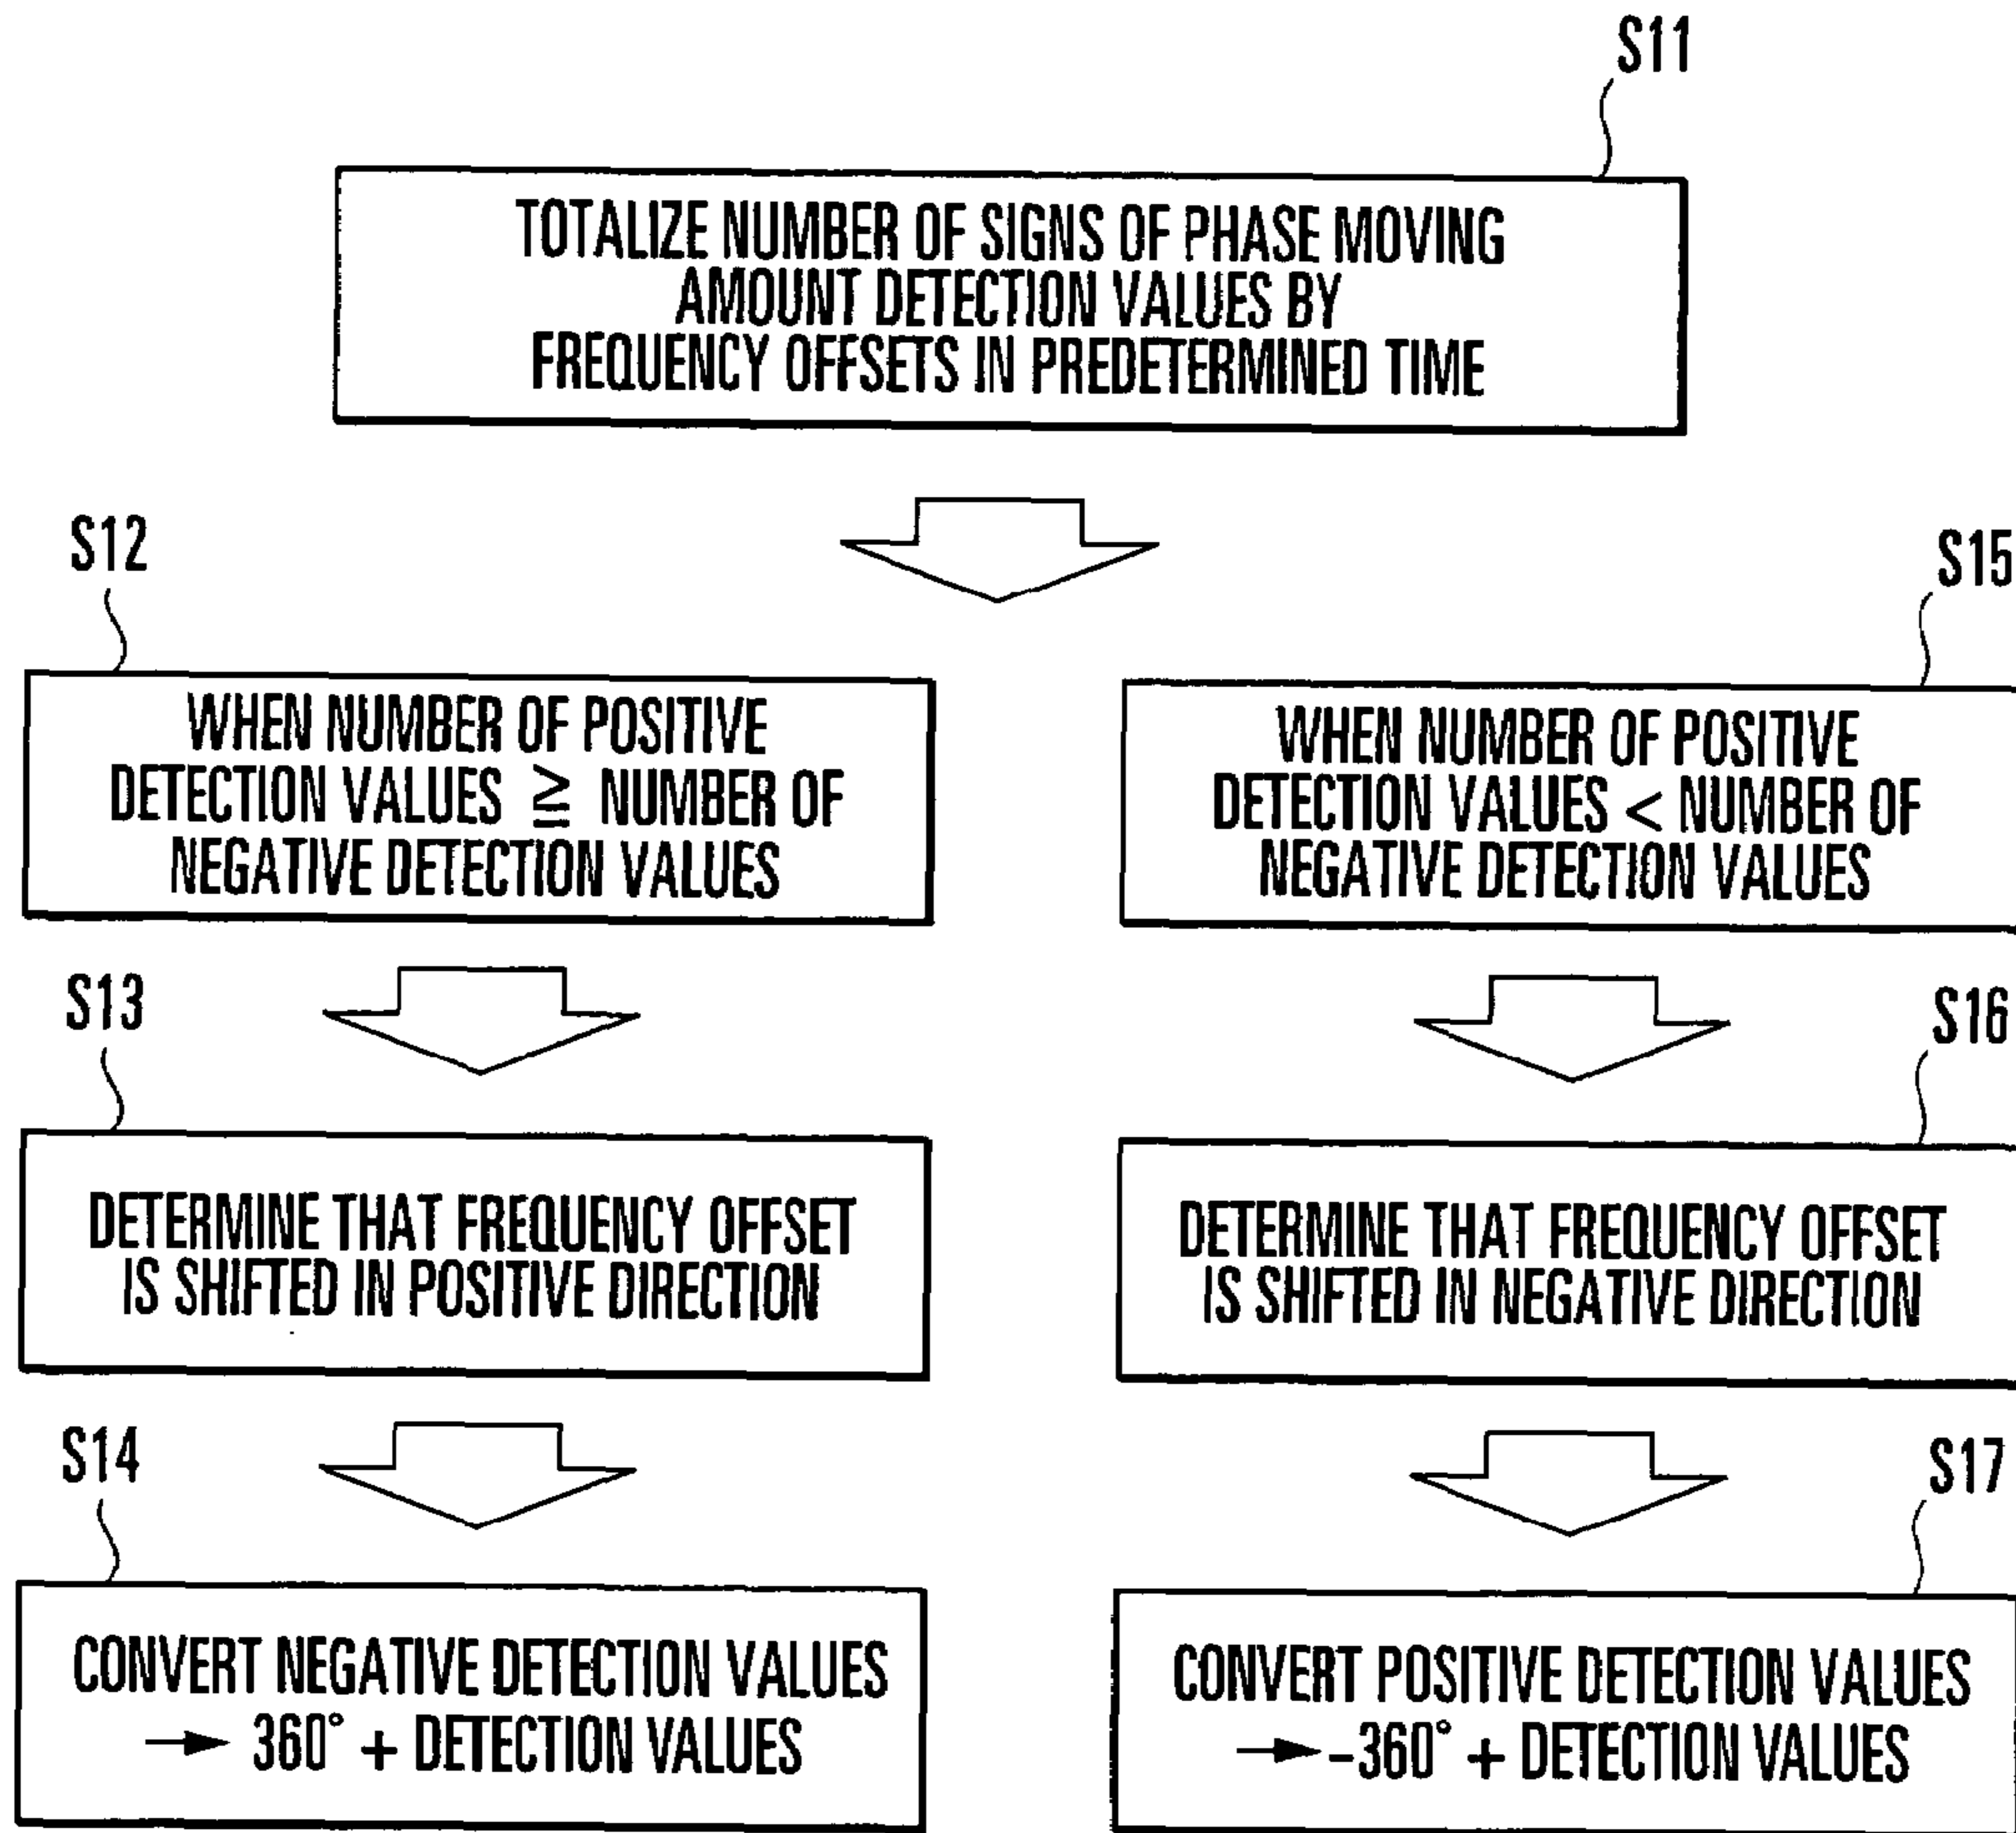 S11
TOTALIZE NUMBER OF SIGNS OF PHASE MOVING
AMOUNT DETECTION VALUES BY
FREQUENCY OFFSETS IN PREDETERMINED TIME
S12
WHEN NUMBER OF POSITIVE
DETECTION VALUES ≧ NUMBER OF
NEGATIVE DETECTION VALUES
S15
WHEN NUMBER OF POSITIVE
DETECTION VALUES < NUMBER OF
NEGATIVE DETECTION VALUES
S13
DETERMINE THAT FREQUENCY OFFSET
IS SHIFTED IN POSITIVE DIRECTION
S16
DETERMINE THAT FREQUENCY OFFSET
IS SHIFTED IN NEGATIVE DIRECTION
S14
CONVERT NEGATIVE DETECTION VALUES
→ 360° + DETECTION VALUES
S17
CONVERT POSITIVE DETECTION VALUES
→ -360° + DETECTION VALUES